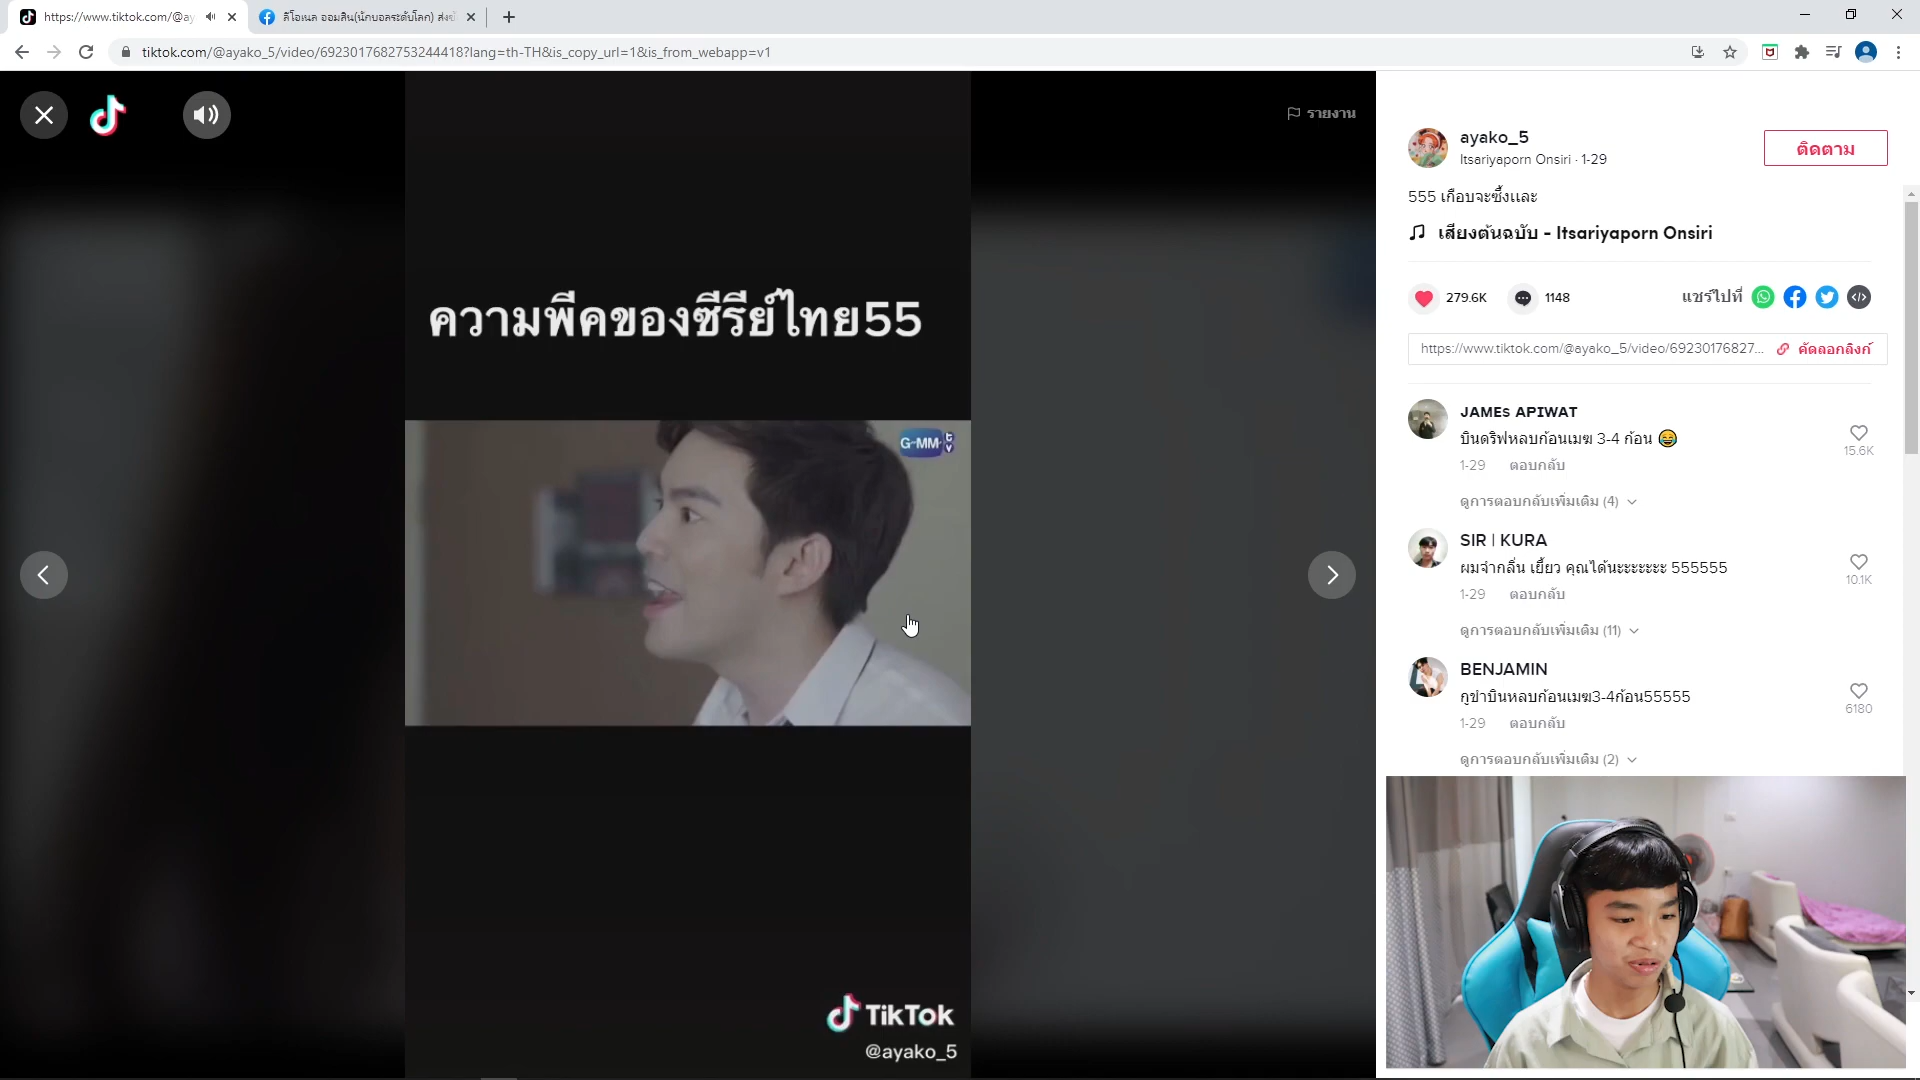 https://www.tiktok.com/@ay
ลีโอเนล ออมสิน(นักบอลระดับโลก) ส่งข
tiktok.com/@ayako_5/video/6923017682753244418?lang=th-TH&is_copy_url=1&is_from_webapp=v1
รายงาน
ความพีคของซีรีย์ไทย55
G-MM
TV
TikTok
@ayako_5
ayako_5
Itsariyaporn Onsiri · 1-29
ติดตาม
555 เกือบจะซึ้งเเละ
เสียงต้นฉบับ - Itsariyaporn Onsiri
279.6K
1148
แชร์ไปที่
https://www.tiktok.com/@ayako_5/video/69230176827...
คัดลอกลิงก์
JAMEs APIWAT
บินดริฟหลบก้อนเมฆ 3-4 ก้อน 😂
15.6K
1-29 ตอบกลับ
ดูการตอบกลับเพิ่มเติม (4)
SIR | KURA
ผมจำกลิ่น เยี่ยว คุณได้นะะะะะะะ 555555
10.1K
1-29 ตอบกลับ
ดูการตอบกลับเพิ่มเติม (11)
BENJAMIN
กูขำบินหลบก้อนเมฆ3-4ก้อน55555
6180
1-29 ตอบกลับ
ดูการตอบกลับเพิ่มเติม (2)